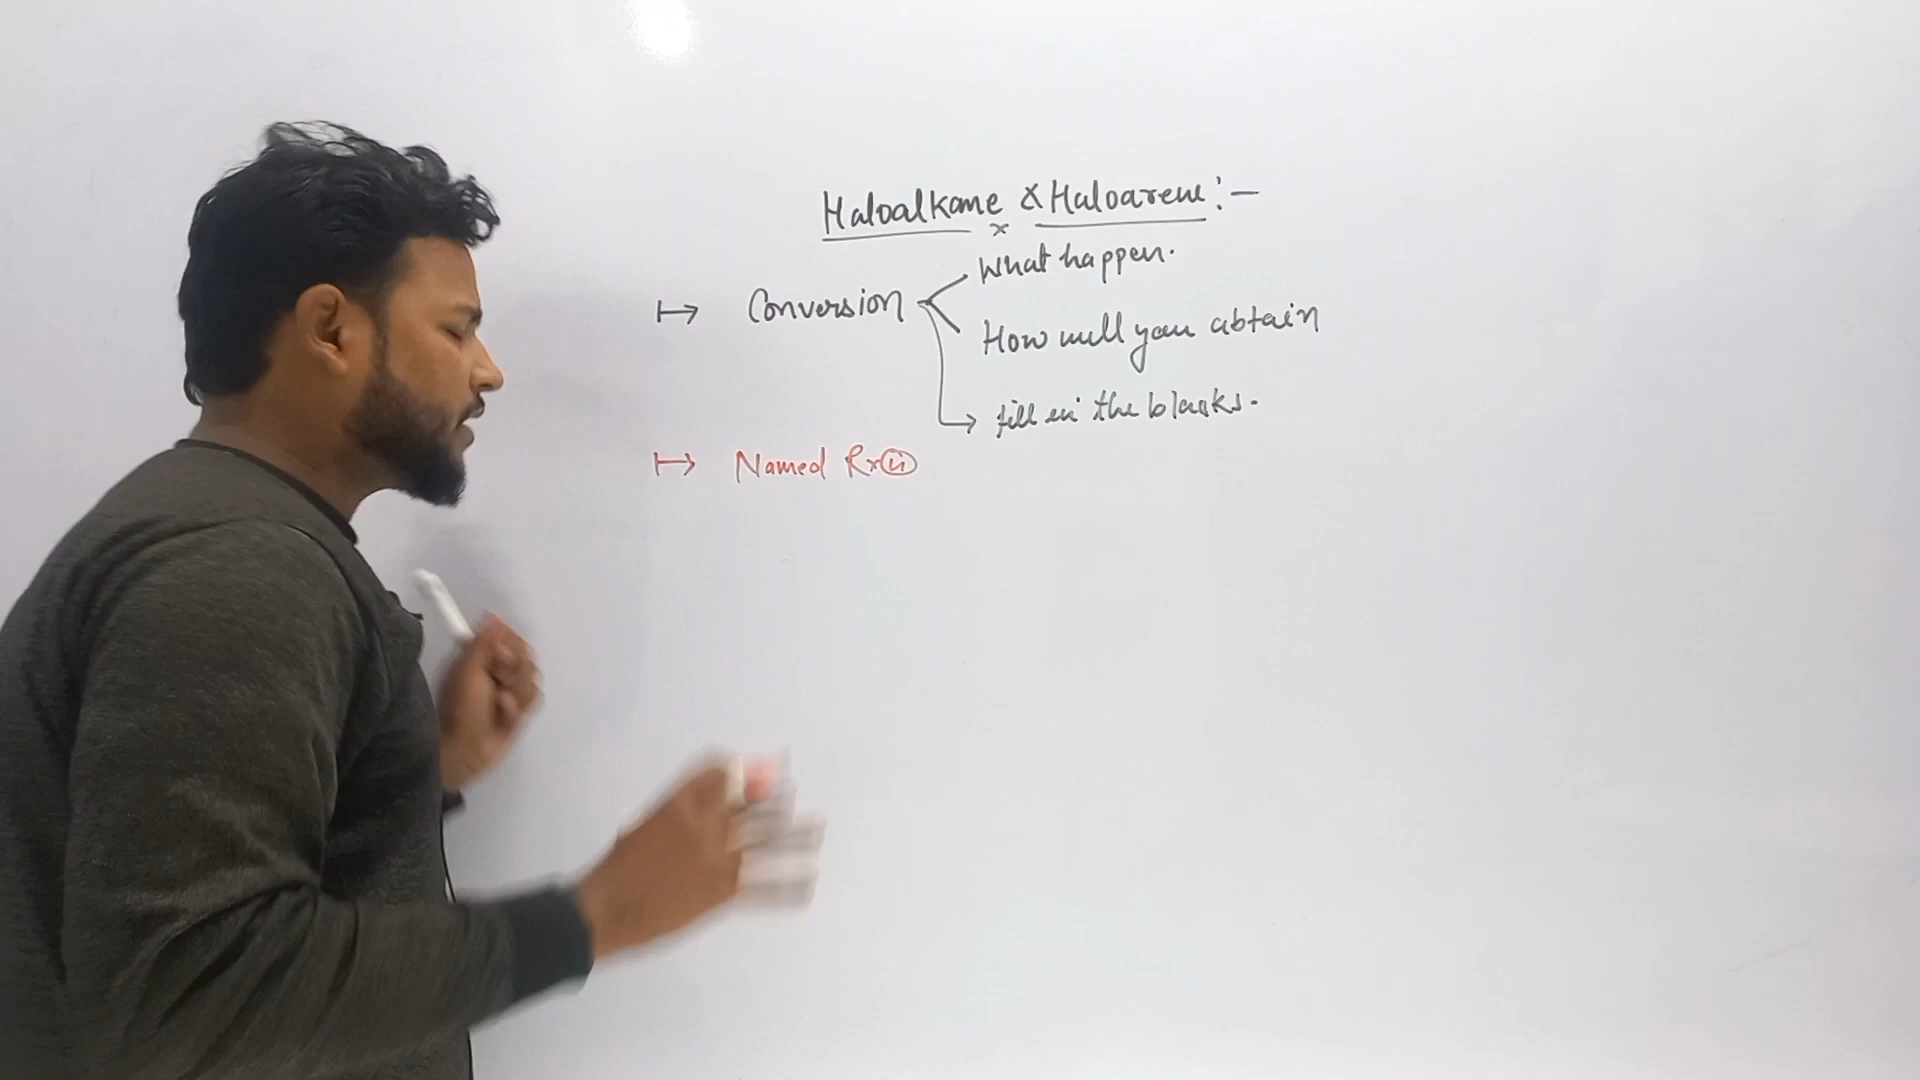 Haloalkane & Haloarene :-
x
What happen.
↦ Conversion
How will you obtain
fill in the blanks.
↦ Named Rxn